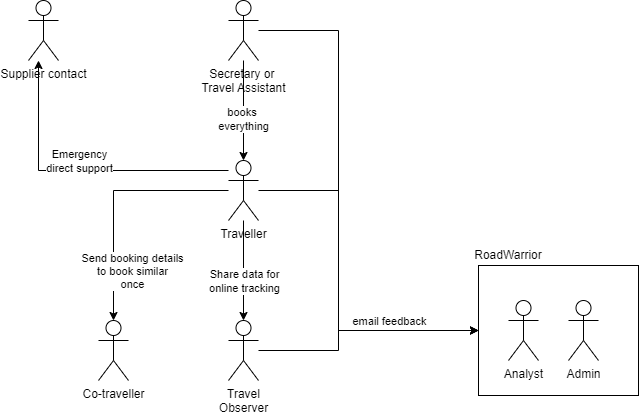 Supplier contact
Secretary or
Travel Assistant
books
everything
Emergency
direct support
Traveller
Send booking details
to book similar
once
Share data for
online tracking
RoadWarrior
email feedback
Analyst
Admin
Co-traveller
Travel
Observer